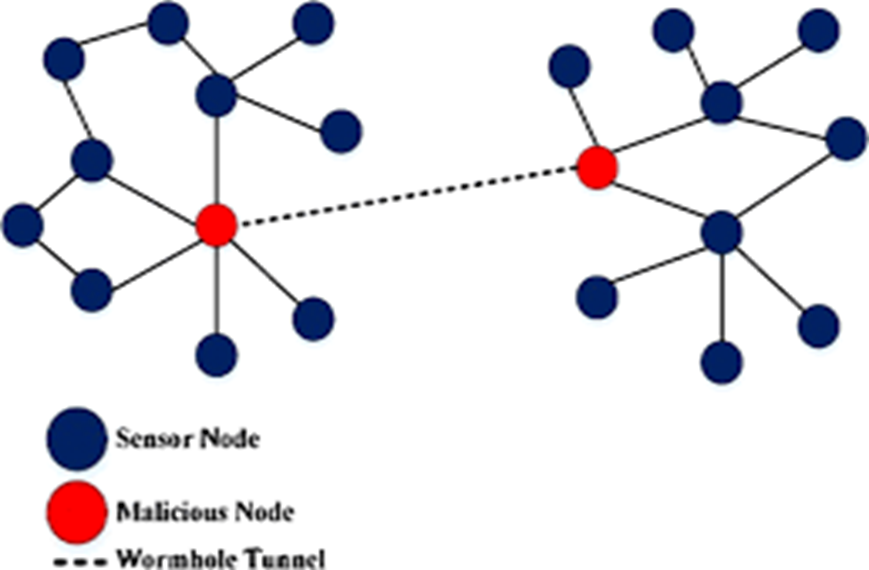 Sensor Node
Malicious Node
Wormhole Tunnel